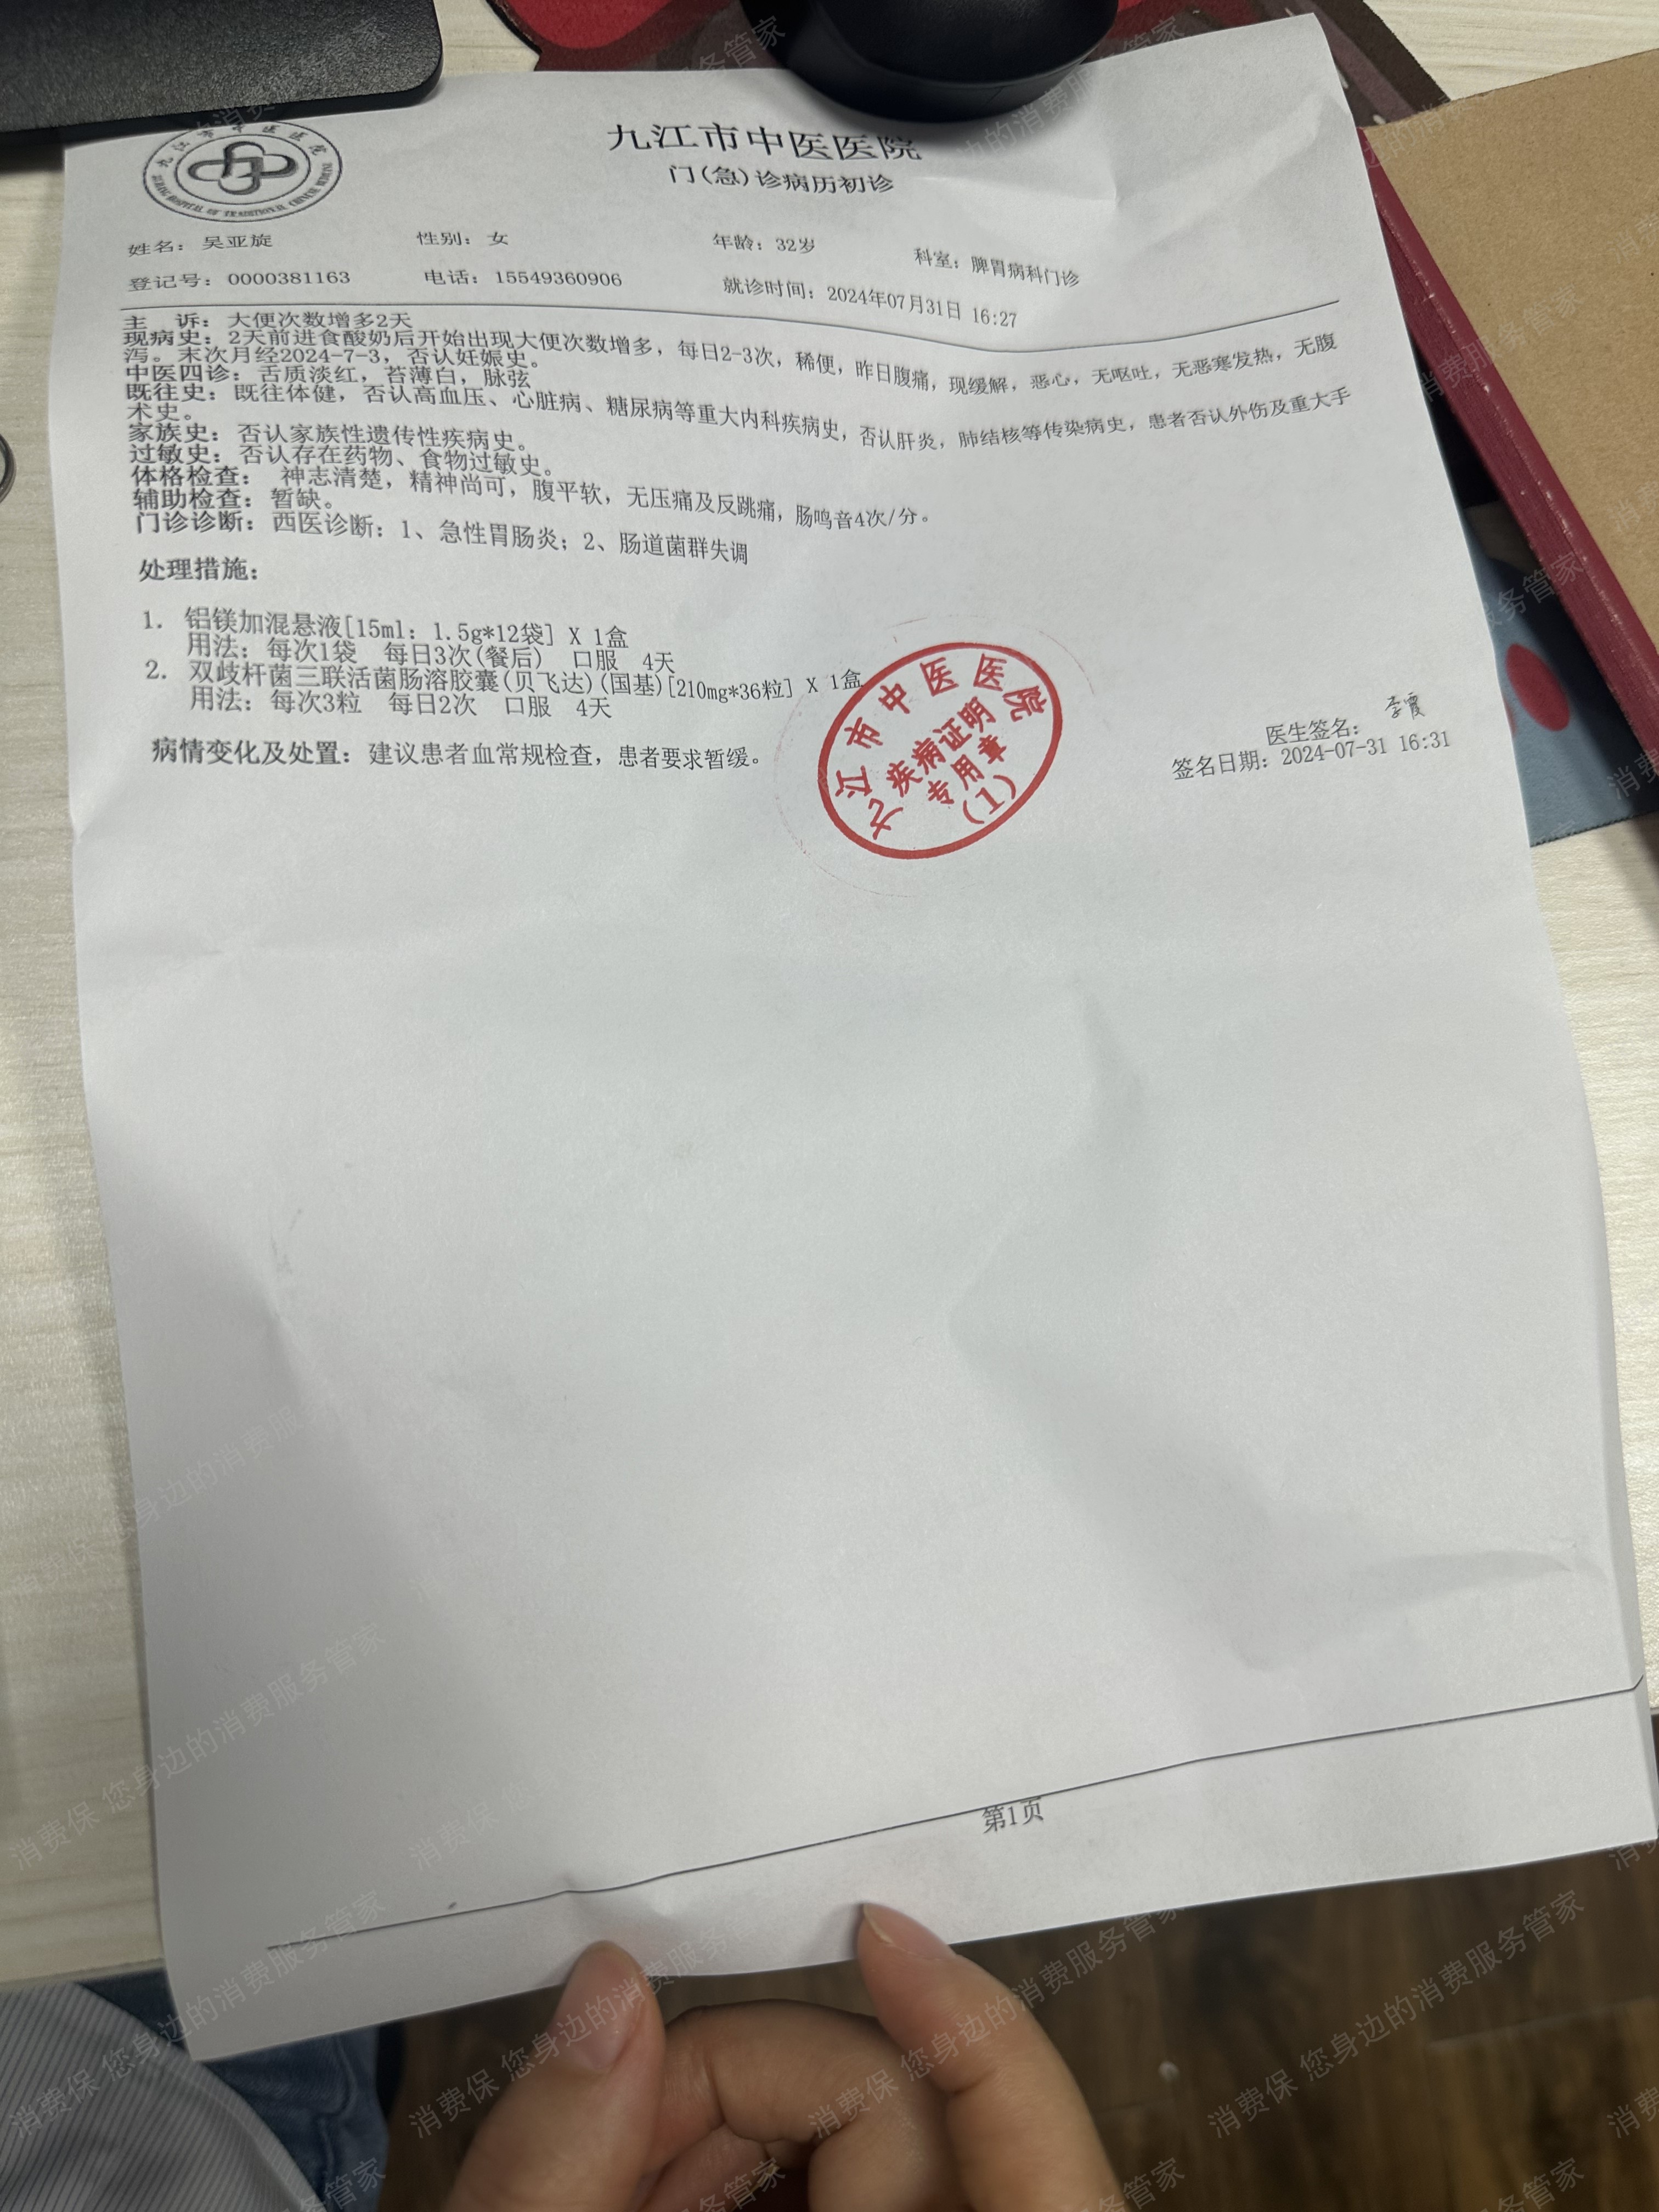 九江市中医医院
JIUJIANG HOSPITAL OF TRADITIONAL CHINESE MEDICINE
九江市中医医院
门(急)诊病历初诊
姓名: 吴亚旋 性别: 女 年龄: 32岁 科室: 脾胃病科门诊
登记号: 0000381163 电话: 15549360906 就诊时间: 2024年07月31日 16:27
主 诉: 大便次数增多2天
现病史: 2天前进食酸奶后开始出现大便次数增多, 每日2-3次, 稀便, 昨日腹痛, 现缓解, 恶心, 无呕吐, 无恶寒发热, 无腹
泻。末次月经2024-7-3, 否认妊娠史。
中医四诊: 舌质淡红, 苔薄白, 脉弦
既往史: 既往体健, 否认高血压、心脏病、糖尿病等重大内科疾病史, 否认肝炎, 肺结核等传染病史, 患者否认外伤及重大手
术史。
家族史: 否认家族性遗传性疾病史。
过敏史: 否认存在药物、食物过敏史。
体格检查: 神志清楚, 精神尚可, 腹平软, 无压痛及反跳痛, 肠鸣音4次/分。
辅助检查: 暂缺。
门诊诊断: 西医诊断: 1、急性胃肠炎; 2、肠道菌群失调
处理措施:
1. 铝镁加混悬液[15ml: 1.5g*12袋] X 1盒
用法: 每次1袋 每日3次(餐后) 口服 4天
2. 双歧杆菌三联活菌肠溶胶囊(贝飞达)(国基)[210mg*36粒] X 1盒
用法: 每次3粒 每日2次 口服 4天
病情变化及处置: 建议患者血常规检查, 患者要求暂缓。
九江市中医医院
疾病证明
专用章
(1)
医生签名: 李霞
签名日期: 2024-07-31 16:31
第1页
消费保 您身边的消费服务管家